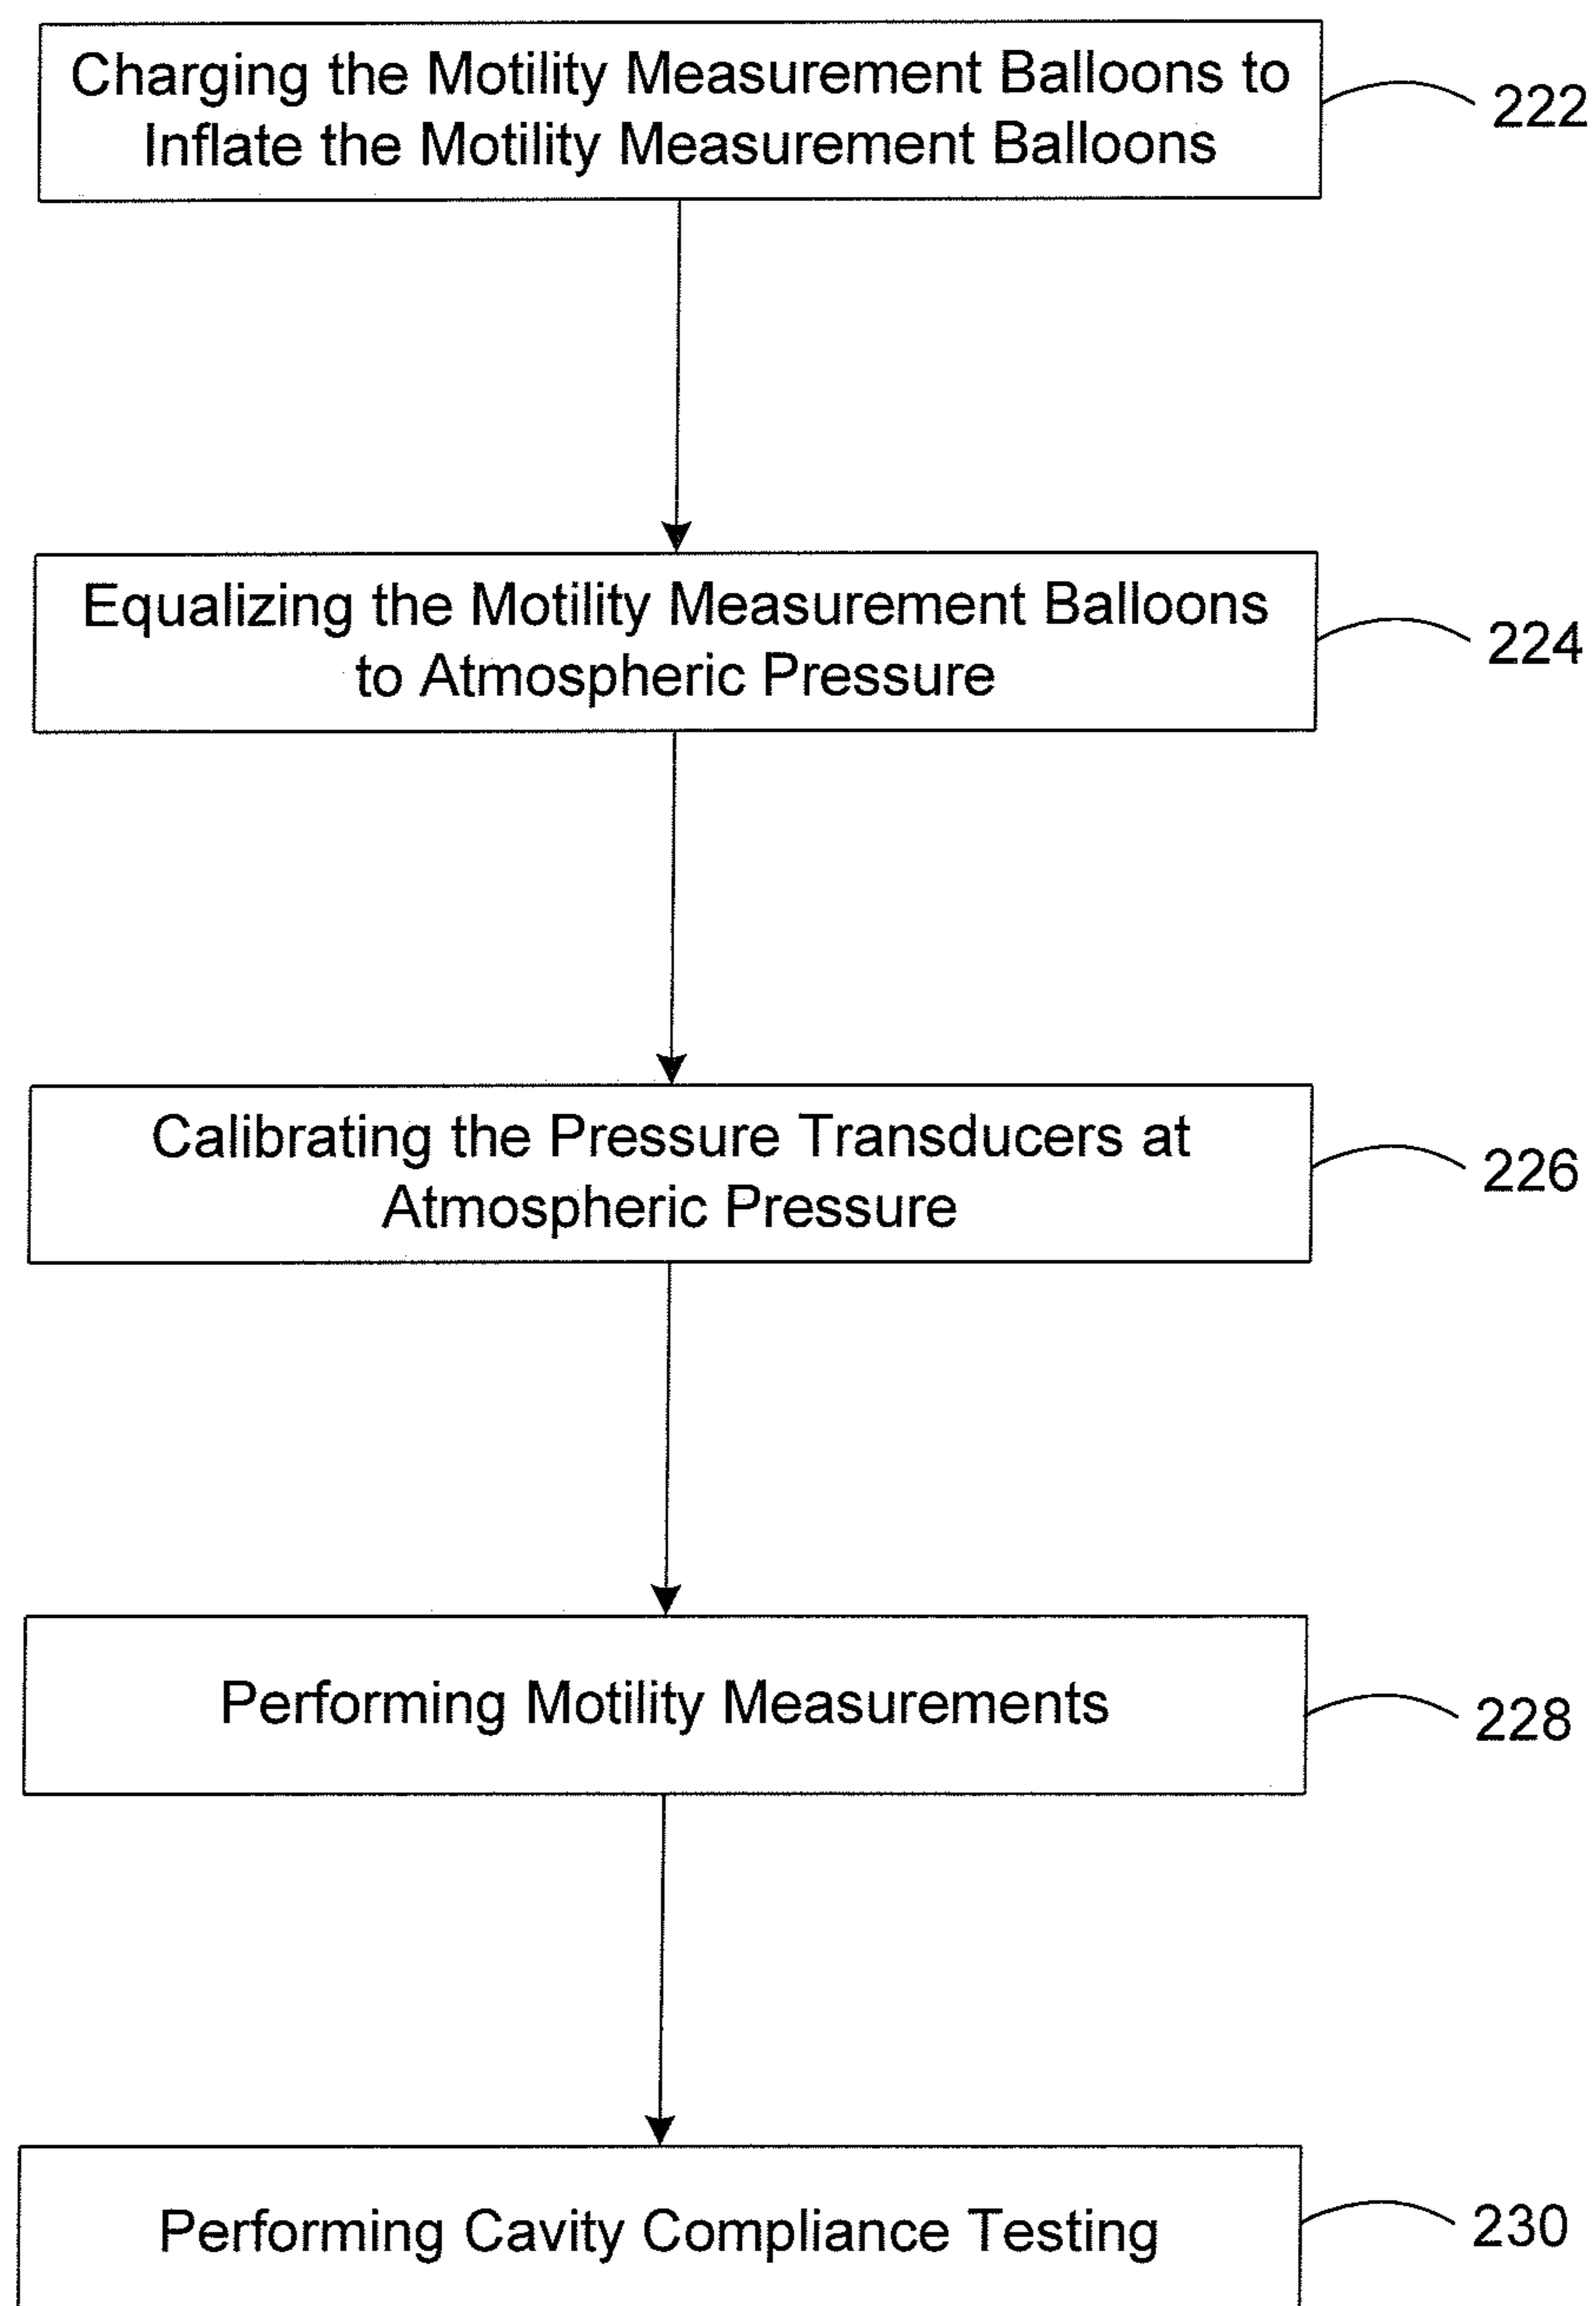 Charging the Motility Measurement Balloons to
Inflate the Motility Measurement Balloons
222
Equalizing the Motility Measurement Balloons
to Atmospheric Pressure
224
Calibrating the Pressure Transducers at
Atmospheric Pressure
226
Performing Motility Measurements
228
Performing Cavity Compliance Testing
230